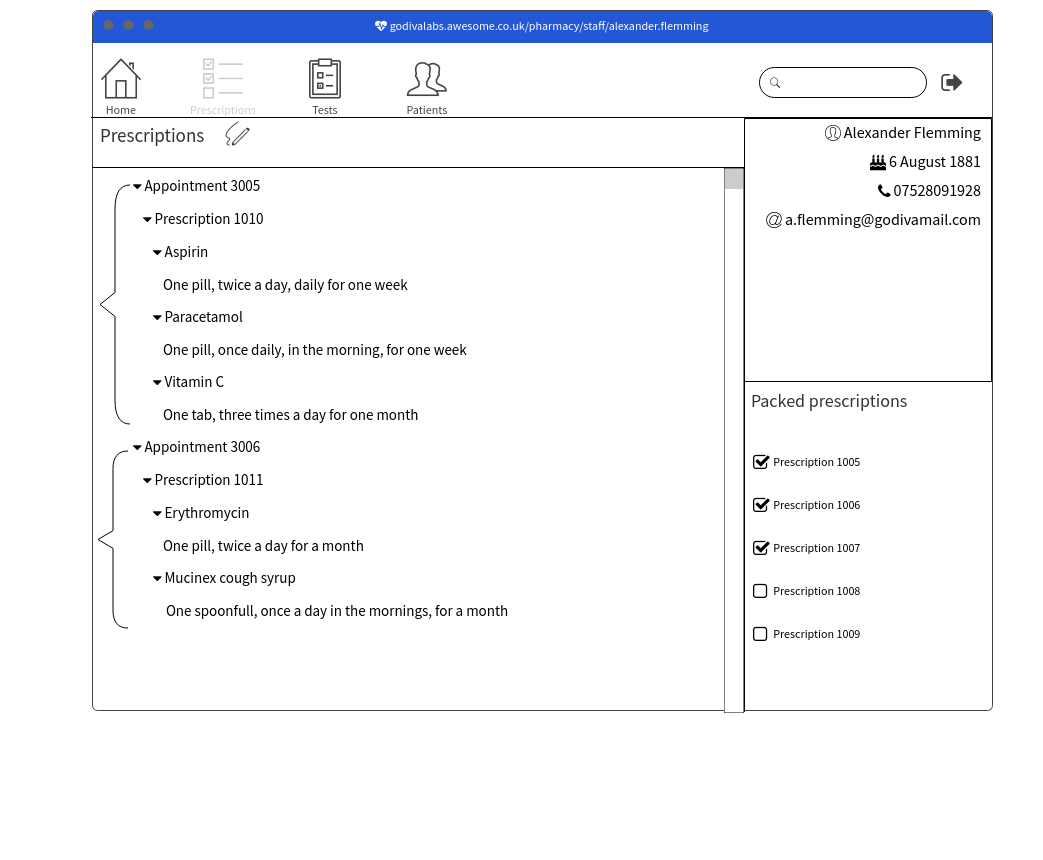 godivalabs.awesome.co.uk/pharmacy/staff/alexander.flemming
Home
Prescriptions
Tests
Patients
Prescriptions
Appointment 3005
Prescription 1010
Aspirin
One pill, twice a day, daily for one week
Paracetamol
One pill, once daily, in the morning, for one week
Vitamin C
One tab, three times a day for one month
Appointment 3006
Prescription 1011
Erythromycin
One pill, twice a day for a month
Mucinex cough syrup
One spoonfull, once a day in the mornings, for a month
Alexander Flemming
6 August 1881
07528091928
a.flemming@godivamail.com
Packed prescriptions
Prescription 1005
Prescription 1006
Prescription 1007
Prescription 1008
Prescription 1009